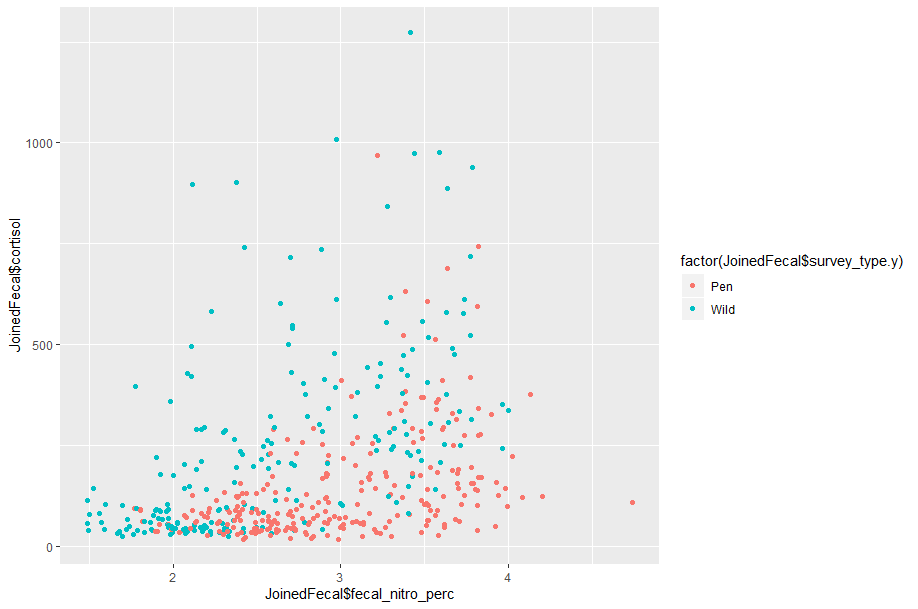 1000
500
0
JoinedFecal$cortisol
2 3 4
JoinedFecal$fecal_nitro_perc
factor(JoinedFecal$survey_type.y)
Pen
Wild